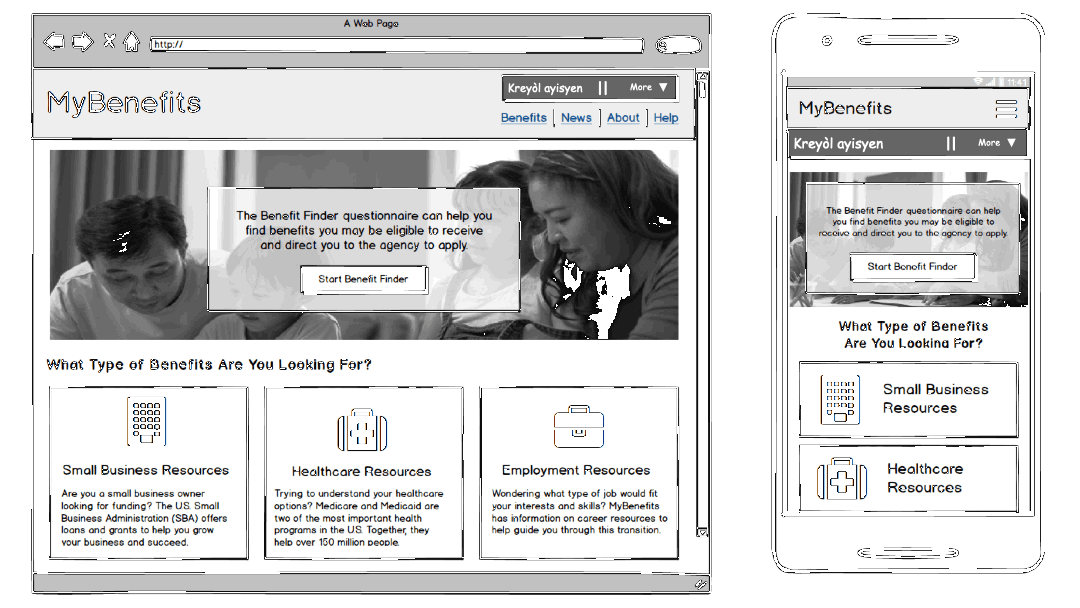 A Web Page
http://
MyBenefits
Kreyòl ayisyen
More ▼
Benefits
News
About
Help
The Benefit Finder questionnaire can help you
find benefits you may be eligible to receive
and direct you to the agency to apply.
Start Benefit Finder
What Type of Benefits Are You Looking For?
Small Business Resources
Are you a small business owner
looking for funding? The U.S. Small
Business Administration (SBA) offers
loans and grants to help you grow
your business and succeed.
Healthcare Resources
Trying to understand your healthcare
options? Medicare and Medicaid are
two of the most important health
programs in the US. Together, they
help over 150 million people.
Employment Resources
Wondering what type of job would fit
your interests and skills? MyBenefits
has information on career resources to
help guide you through this transition.
11:41
MyBenefits
Kreyòl ayisyen
More ▼
The Benefit Finder questionnaire can help
you find benefits you may be eligible to
receive and direct you to the agency to apply.
Start Benefit Finder
What Type of Benefits
Are You Looking For?
Small Business
Resources
Healthcare
Resources